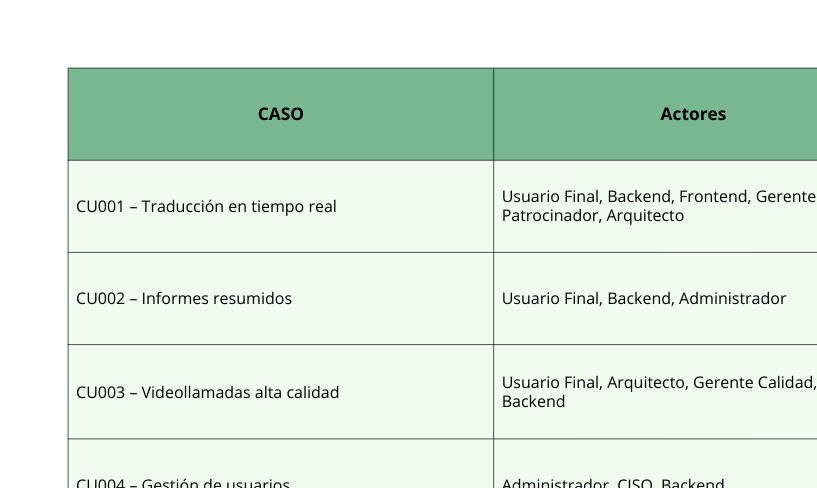 CASO
Actores
CU001 – Traducción en tiempo real
Usuario Final, Backend, Frontend, Gerente
Patrocinador, Arquitecto
CU002 – Informes resumidos
Usuario Final, Backend, Administrador
CU003 – Videollamadas alta calidad
Usuario Final, Arquitecto, Gerente Calidad,
Backend
CU004 – Gestión de usuarios
Administrador, CISO, Backend